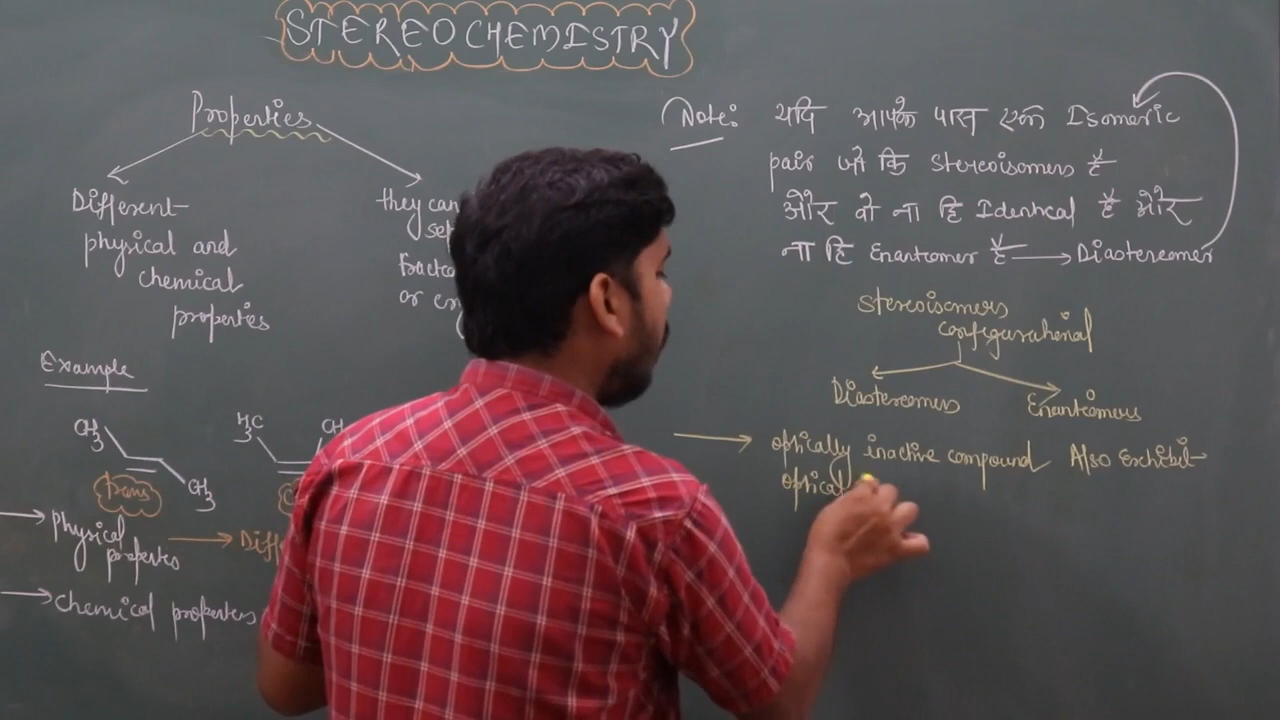 STEREOCHEMISTRY
Properties
Different
physical and
chemical
properties
they can
or
Example
CH3
CH3
trans
H3C
CH
physical
properties
chemical properties
Note: यदि आपके पास एक Isomeric
pair जो कि Stereoisomers है
और वो ना हि Identical है और
ना हि Enantiomer है → Diastereomer
Stereoisomers
configurational
Diastereomers
Enantiomers
→ optically inactive compound Also Exhibit
optical